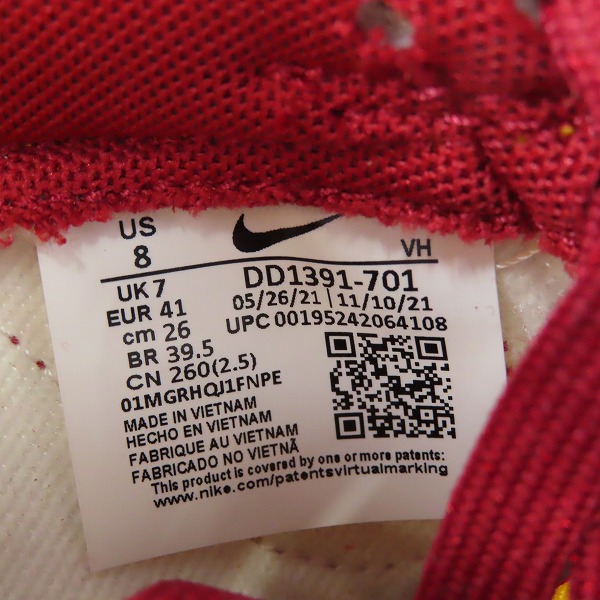 US
8
VH
UK 7
DD1391-701
EUR 41
05/26/21 | 11/10/21
cm 26
UPC 00195242064108
BR 39.5
CN 260(2.5)
01MGRHQJ1FNPE
MADE IN VIETNAM
HECHO EN VIETNAM
FABRIQUE AU VIETNAM
FABRICADO NO VIETNÃ
This product is covered by one or more patents:
www.nike.com/patentsvirtualmarking